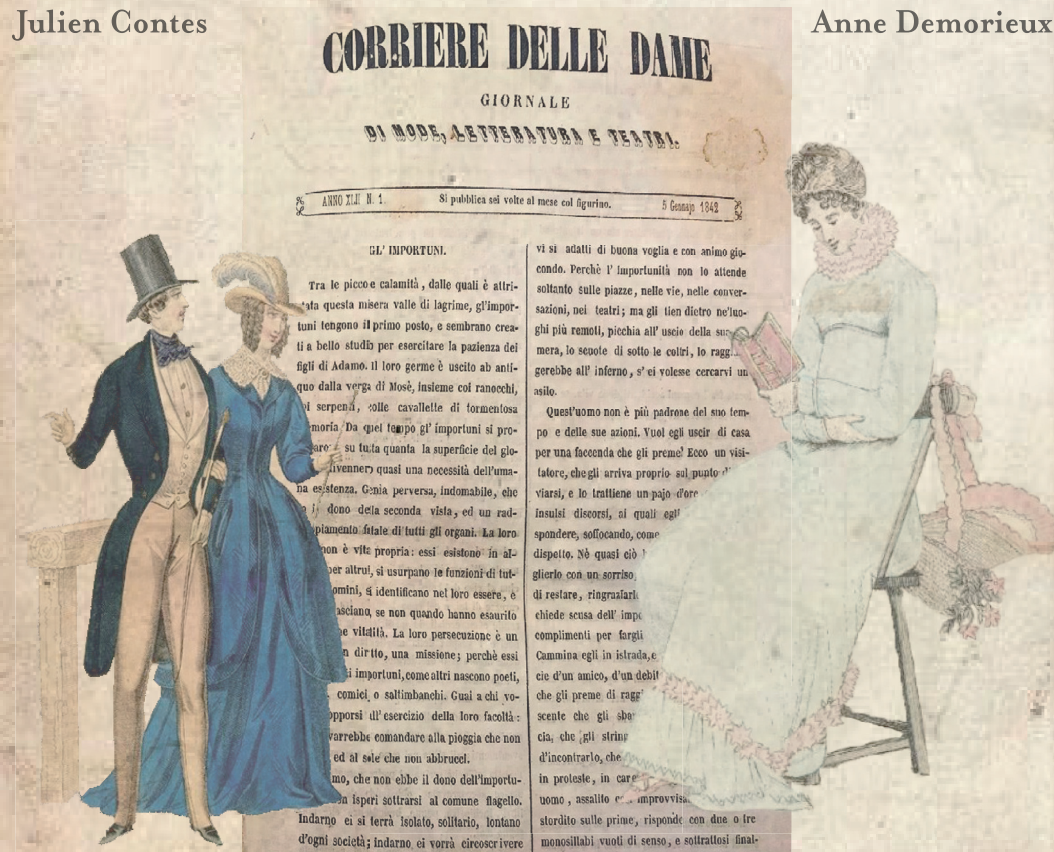 Julien Contes
Anne Demorieux
CORRIERE DELLE DAME
GIORNALE
DI MODE, LETTERATURA E TEATRI.
ANNO XLII N. 1
Si pubblica sei volte al mese col figurino.
5 Gennajo 1842
GL' IMPORTUNI.
Tra le piccoe calamità, dalle quali è attri-
tata questa misera valle di lagrime, gl'impor-
tuni tengono il primo posto, e sembrano crea-
ti a bello studio per esercitare la pazienza dei
figli di Adamo. Il loro germe è uscito ab anti-
quo dalla verga di Mosè, insieme coi ranocchi,
serpenti, colle cavallette di tormentosa
Da quel tempo gl' importuni si pro-
su tutta quanta la superficie del glo-
quasi una necessità dell'uma-
na esistenza. Genia perversa, indomabile, che
dono della seconda vista, ed un rad-
fatale di tutti gli organi. La loro
non è vita propria: essi esistono in al-
per altrui, si usurpano le funzioni di tut-
si identificano nel loro essere, e
se non quando hanno esaurito
vitalità. La loro persecuzione è un
diritto, una missione; perchè essi
importuni, come altri nascono poeti,
comici o saltimbanchi. Guai a chi vo-
all' esercizio della loro facoltà:
comandare alla pioggia che non
ed al sole che non abbrucci.
che non ebbe il dono dell'importu-
isperi sottrarsi al comune flagello.
Indarno ei si terrà isolato, solitario, lontano
d'ogni società; indarno ei vorrà circoscrivere
vi si adatti di buona voglia e con animo gio-
condo. Perchè l' importunità non lo attende
soltanto sulle piazze, nelle vie, nelle conver-
sazioni, nei teatri; ma gli tien dietro ne'luo-
ghi più remoti, picchia all' uscio della
mera, lo scuote di sotto le coltri, lo
gerebbe all' inferno, s' ei volesse cercarvi un
asilo.
Quest'uomo non è più padrone del suo tem-
po e delle sue azioni. Vuol egli uscir di casa
per una faccenda che gli preme! Ecco un visi-
tatore, che gli arriva proprio sul punto
viarsi, e lo trattiene un pajo d'ore
insulsi discorsi, ai quali egli
spondere, soffocando, come
dispetto. Nè quasi ciò
glierlo con un sorriso
di restare, ringraziarlo
chiede scusa dell'
complimenti per fargli
Cammina egli in istrada, e
cie d'un amico, d'un
che gli preme di
scente che gli
cia, che gli
d'incontrarlo, che
in proteste, in
uomo, assalito
stordito sulle prime, risponde con due o tre
monosillabi vuoti di senso, e sottrattosi final-